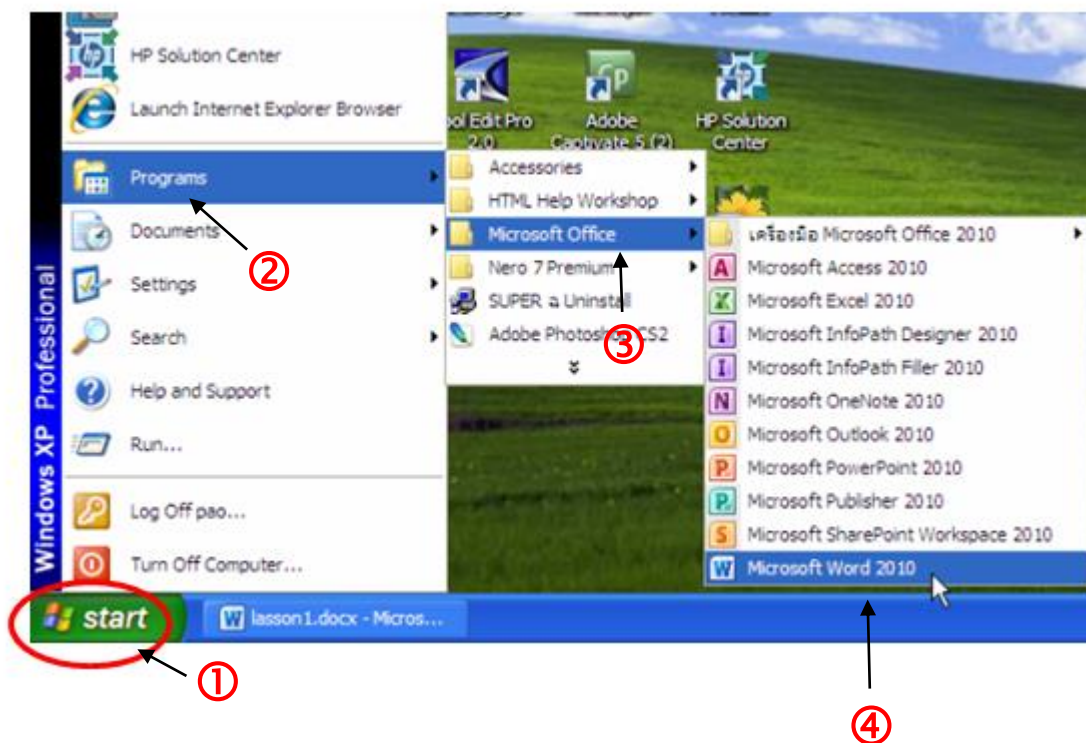 HP Solution Center
Launch Internet Explorer Browser
Programs
Documents
Settings
Search
Help and Support
Run...
Log Off pao...
Turn Off Computer...
Windows XP Professional
start
lasson1.docx - Micros...
ol Edit Pro
2.0
Adobe
Captivate 5 (2)
HP Solution
Center
Accessories
HTML Help Workshop
Microsoft Office
Nero 7 Premium
SUPER a Uninstall
Adobe Photoshop CS2
เครื่องมือ Microsoft Office 2010
Microsoft Access 2010
Microsoft Excel 2010
Microsoft InfoPath Designer 2010
Microsoft InfoPath Filler 2010
Microsoft OneNote 2010
Microsoft Outlook 2010
Microsoft PowerPoint 2010
Microsoft Publisher 2010
Microsoft SharePoint Workspace 2010
Microsoft Word 2010
①
②
③
④